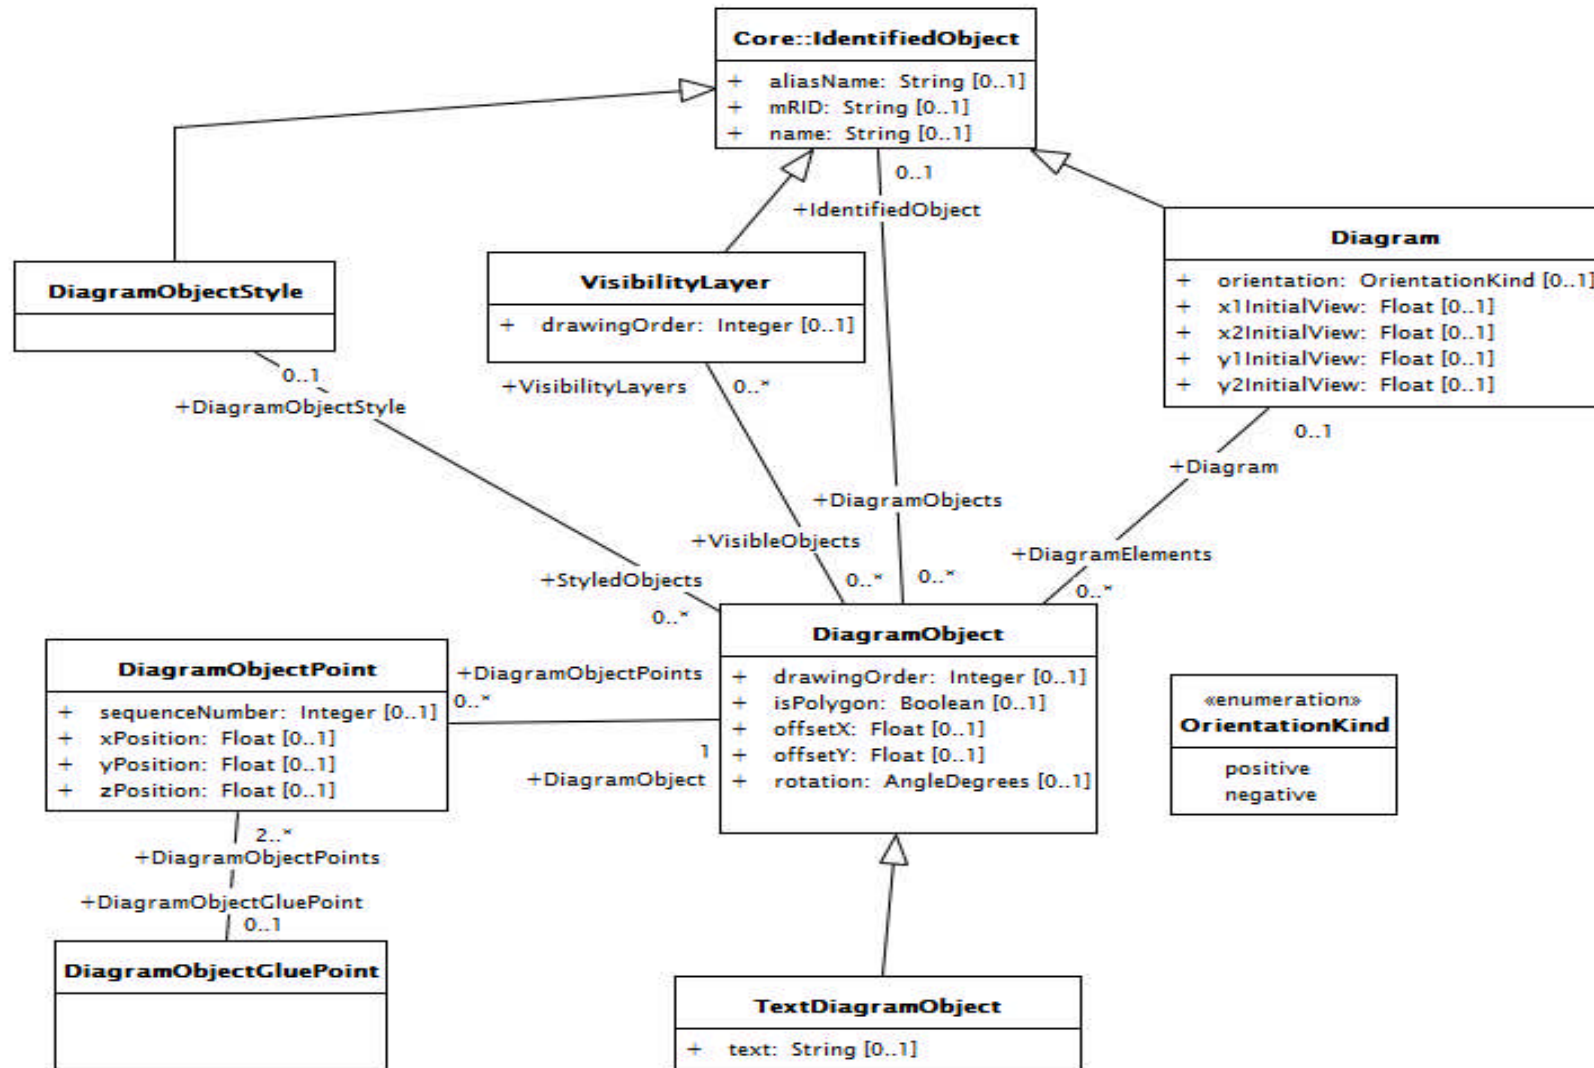 Core::IdentifiedObject
+ aliasName: String [0..1]
+ mRID: String [0..1]
+ name: String [0..1]
0..1
+IdentifiedObject
Diagram
+ orientation: OrientationKind [0..1]
+ x1InitialView: Float [0..1]
+ x2InitialView: Float [0..1]
+ y1InitialView: Float [0..1]
+ y2InitialView: Float [0..1]
DiagramObjectStyle
VisibilityLayer
+ drawingOrder: Integer [0..1]
0..1
+DiagramObjectStyle
+VisibilityLayers
0..*
0..1
+Diagram
+DiagramObjects
+VisibleObjects
+DiagramElements
+StyledObjects
0..*
0..*
0..*
0..*
DiagramObject
+ drawingOrder: Integer [0..1]
+ isPolygon: Boolean [0..1]
+ offsetX: Float [0..1]
+ offsetY: Float [0..1]
+ rotation: AngleDegrees [0..1]
DiagramObjectPoint
+ sequenceNumber: Integer [0..1]
+ xPosition: Float [0..1]
+ yPosition: Float [0..1]
+ zPosition: Float [0..1]
+DiagramObjectPoints
0..*
1
+DiagramObject
«enumeration»
OrientationKind
positive
negative
2..*
+DiagramObjectPoints
+DiagramObjectGluePoint
0..1
DiagramObjectGluePoint
TextDiagramObject
+ text: String [0..1]